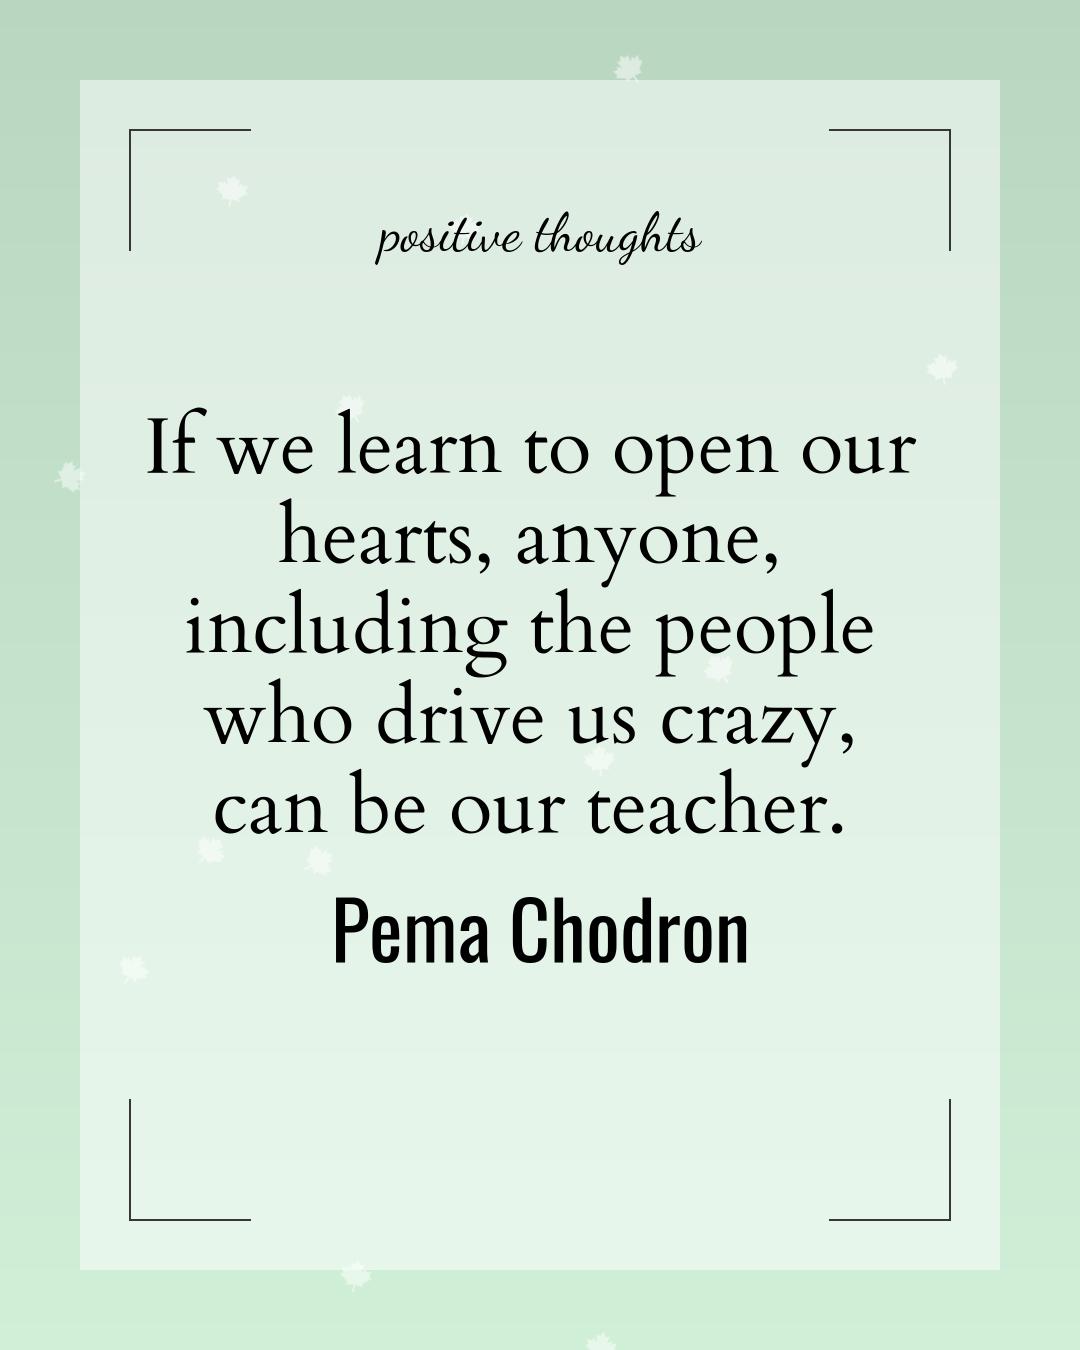 positive thoughts
If we learn to open our
hearts, anyone,
including the people
who drive us crazy,
can be our teacher.
Pema Chodron